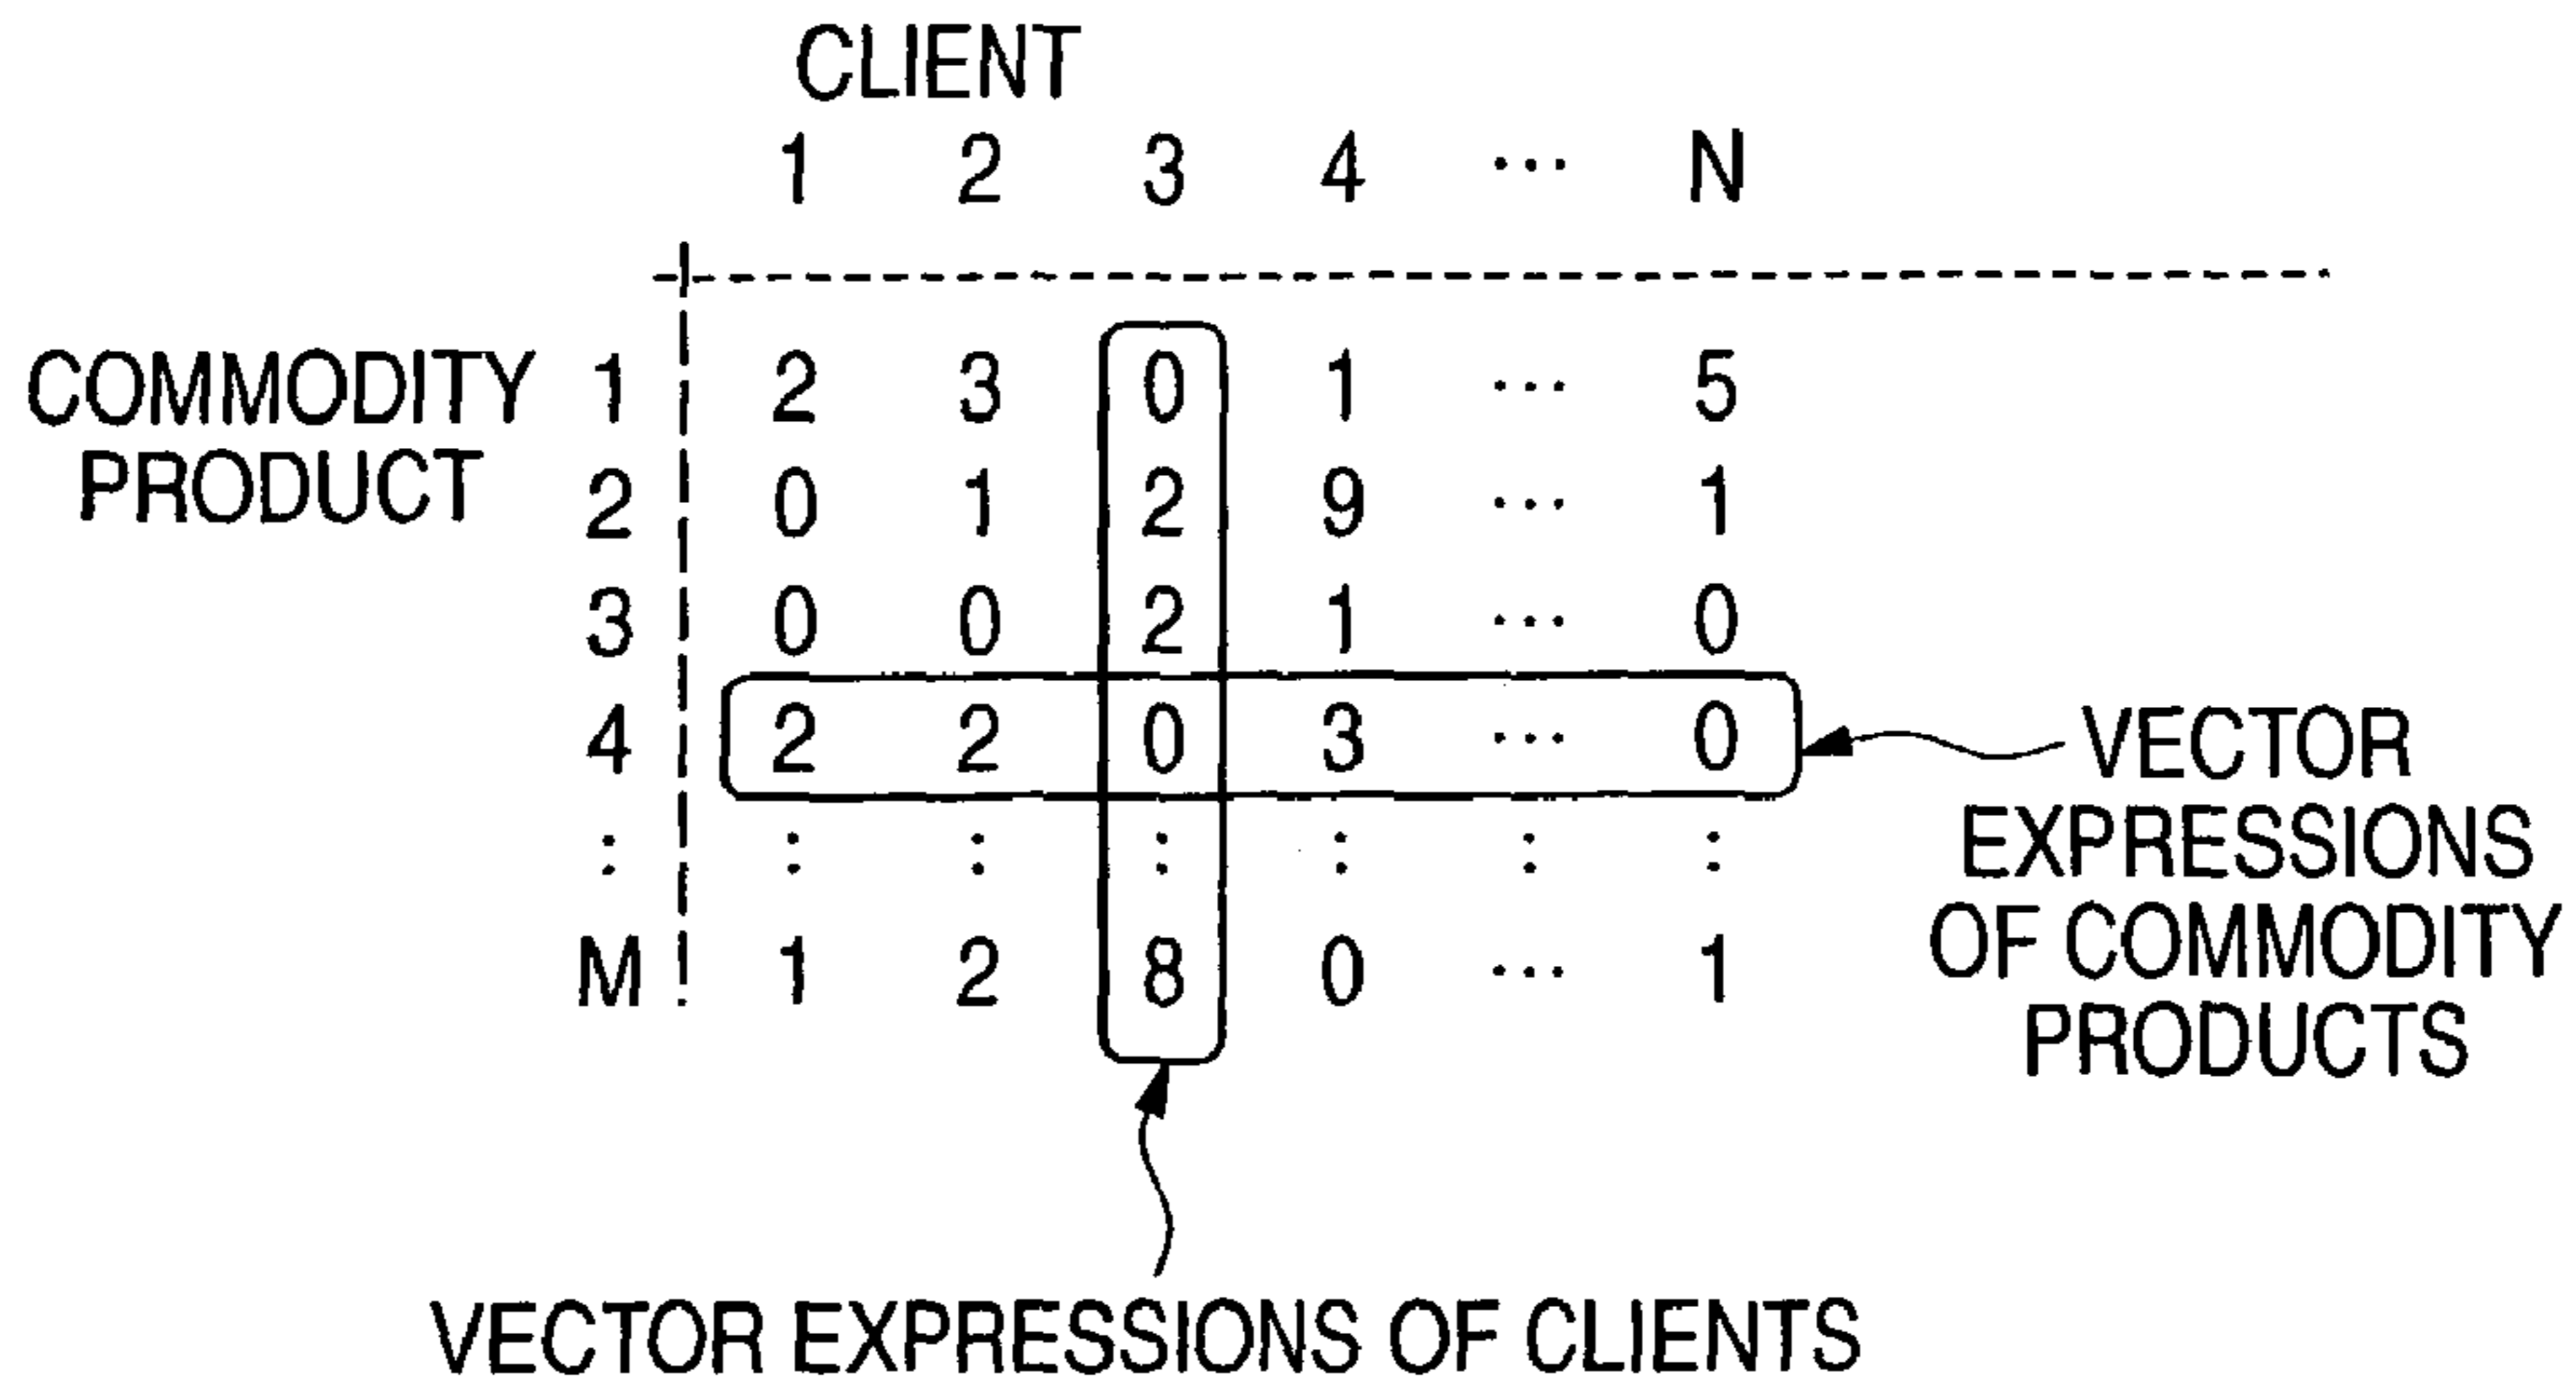 CLIENT
1 2 3 4 ... N
COMMODITY 1 2 3 0 1 ... 5
PRODUCT 2 0 1 2 9 ... 1
3 0 0 2 1 ... 0
4 2 2 0 3 ... 0
: : : : : : :
M 1 2 8 0 ... 1
VECTOR
EXPRESSIONS
OF COMMODITY
PRODUCTS
VECTOR EXPRESSIONS OF CLIENTS